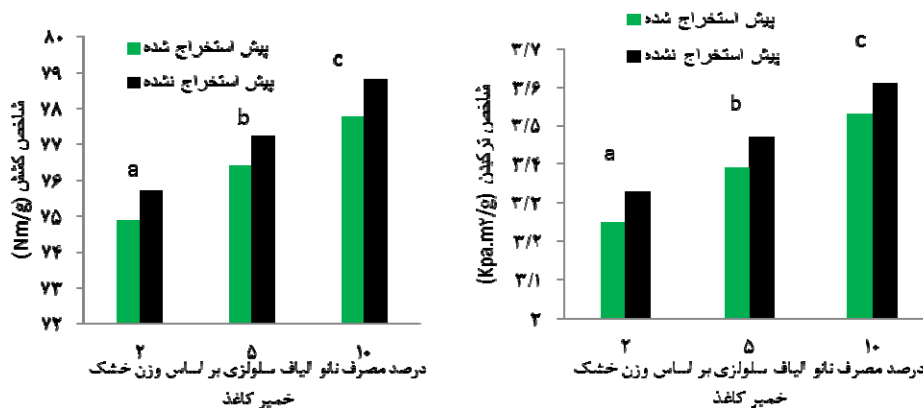 پیش استخراج شده
پیش استخراج نشده
شاخص کشش (Nm/g)
۸۰
۷۹
۷۸
۷۷
۷۶
۷۵
۷۴
۷۳
۷۲
a
b
c
۲
۵
۱۰
درصد مصرف نانو الیاف سلولزی بر اساس وزن خشک
خمیر کاغذ
پیش استخراج شده
پیش استخراج نشده
شاخص ترکیدن (Kpa.m۲/g)
۳/۷
۳/۶
۳/۵
۳/۴
۳/۳
۳/۲
۳/۱
۳
a
b
c
۲
۵
۱۰
درصد مصرف نانو الیاف سلولزی بر اساس وزن خشک
خمیر کاغذ